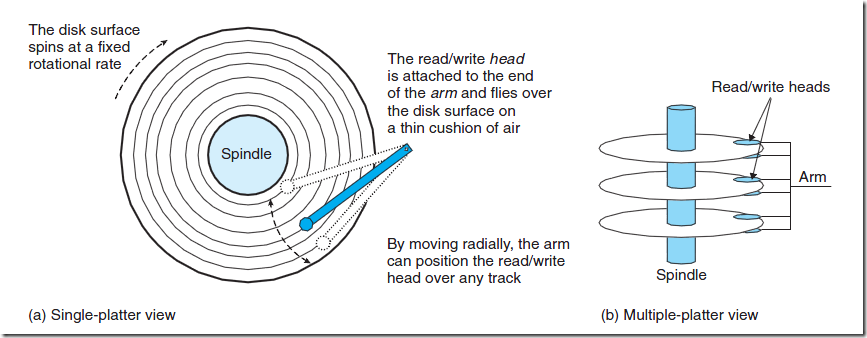 The disk surface
spins at a fixed
rotational rate
Spindle
The read/write head
is attached to the end
of the arm and flies over
the disk surface on
a thin cushion of air
By moving radially, the arm
can position the read/write
head over any track
(a) Single-platter view
Read/write heads
Arm
Spindle
(b) Multiple-platter view